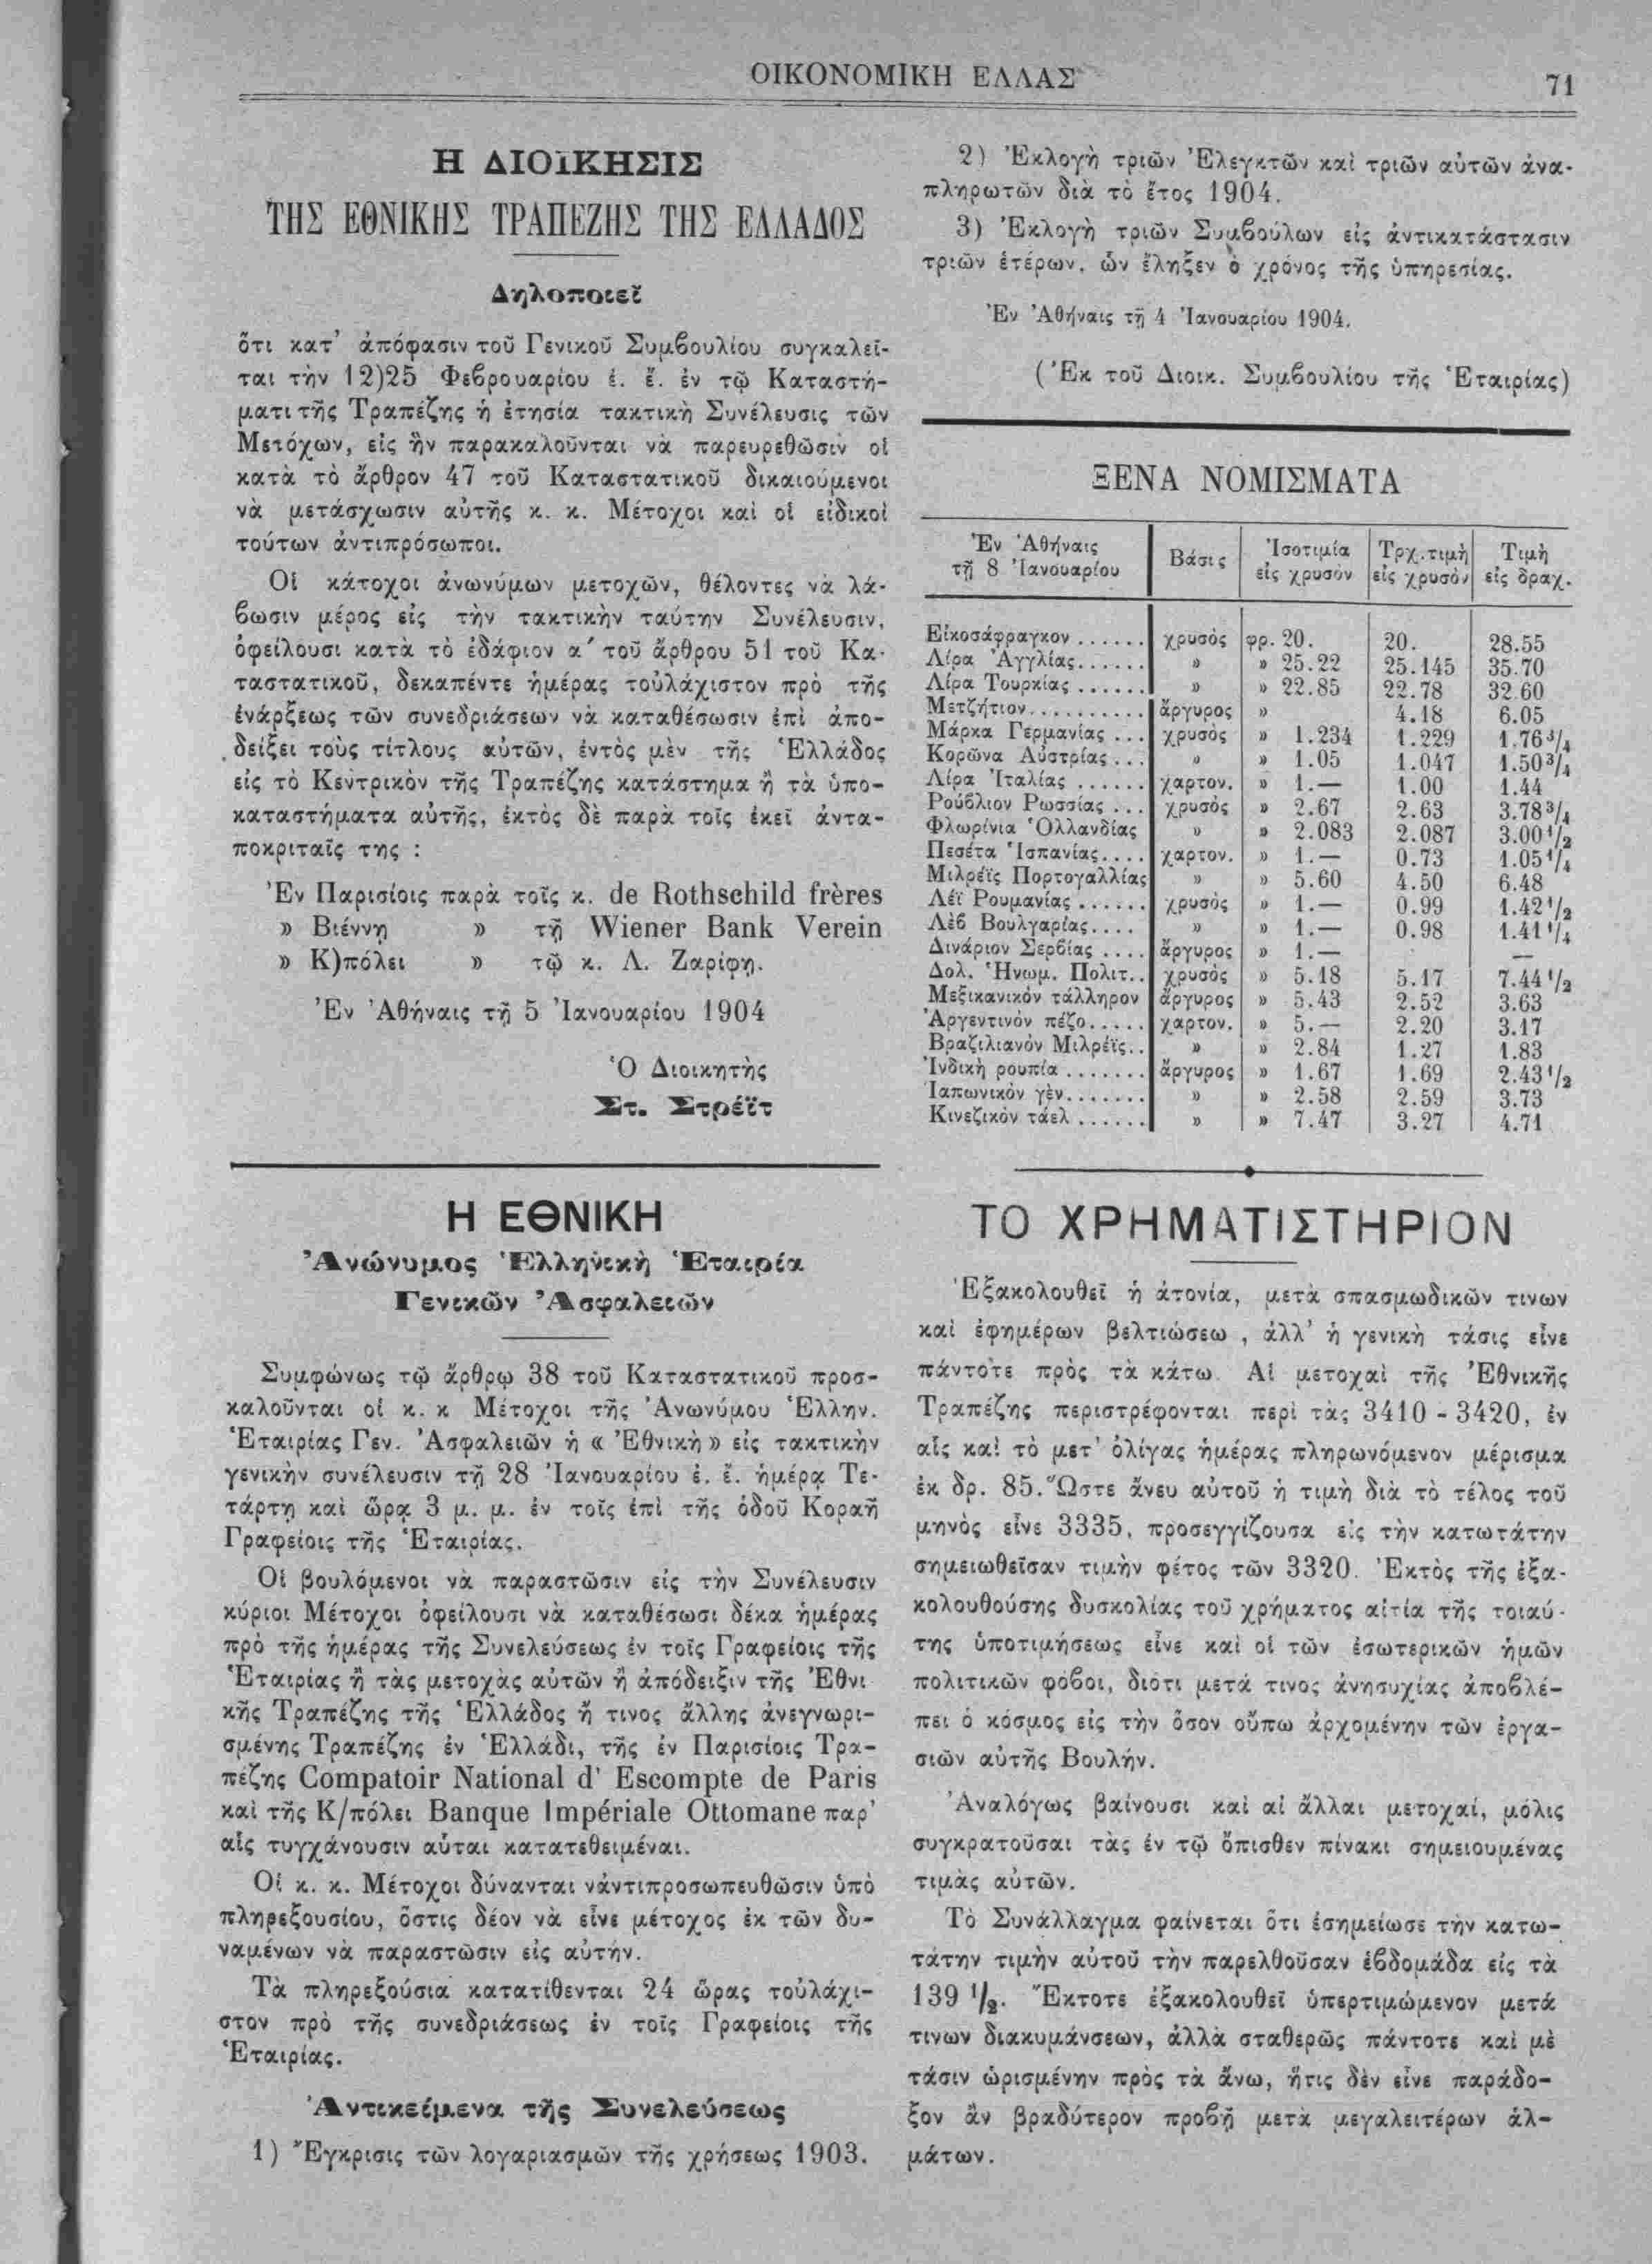 ΟΙΚΟΝΟΜΙΚΗ ΕΛΛΑΣ
71
Η ΔΙΟΙΚΗΣΙΣ
ΤΗΣ ΕΘΝΙΚΗΣ ΤΡΑΠΕΖΗΣ ΤΗΣ ΕΛΛΑΔΟΣ
Δηλοποιεῖ
ὅτι κατ' ἀπόφασιν τοῦ Γενικοῦ Συμβουλίου συγκαλεῖ-
ται τὴν 12)25 Φεβρουαρίου ἑ. ἔ. ἐν τῷ Καταστή-
ματι τῆς Τραπέζης ἡ ἐτησία τακτικὴ Συνέλευσις τῶν
Μετόχων, εἰς ἣν παρακαλοῦνται νὰ παρευρεθῶσιν οἱ
κατὰ τὸ ἄρθρον 47 τοῦ Καταστατικοῦ δικαιούμενοι
νὰ μετάσχωσιν αὐτῆς κ. κ. Μέτοχοι καὶ οἱ εἰδικοὶ
τούτων ἀντιπρόσωποι.
Οἱ κάτοχοι ἀνωνύμων μετοχῶν, θέλοντες νὰ λά-
βωσιν μέρος εἰς τὴν τακτικὴν ταύτην Συνέλευσιν,
ὀφείλουσι κατὰ τὸ ἐδάφιον α΄ τοῦ ἄρθρου 51 τοῦ Κα-
ταστατικοῦ, δεκαπέντε ἡμέρας τοὐλάχιστον πρὸ τῆς
ἐνάρξεως τῶν συνεδριάσεων νὰ καταθέσωσιν ἐπὶ ἀπο-
δείξει τοὺς τίτλους αὐτῶν, ἐντὸς μὲν τῆς Ἑλλάδος
εἰς τὸ Κεντρικὸν τῆς Τραπέζης κατάστημα ἢ τὰ ὑπο-
καταστήματα αὐτῆς, ἐκτὸς δὲ παρὰ τοῖς ἐκεῖ ἀντα-
ποκριταῖς της :
Ἐν Παρισίοις παρὰ τοῖς κ. de Rothschild frères
» Βιέννῃ » τῇ Wiener Bank Verein
» Κ)πόλει » τῷ κ. Λ. Ζαρίφῃ.
Ἐν Ἀθήναις τῇ 5 Ἰανουαρίου 1904
Ὁ Διοικητὴς
Στ. Στρέϊτ
Η ΕΘΝΙΚΗ
Ἀνώνυμος Ἑλληνικὴ Ἑταιρία
Γενικῶν Ἀσφαλειῶν
Συμφώνως τῷ ἄρθρῳ 38 τοῦ Καταστατικοῦ προσ-
καλοῦνται οἱ κ. κ Μέτοχοι τῆς Ἀνωνύμου Ἑλλην.
Ἑταιρίας Γεν. Ἀσφαλειῶν ἡ « Ἐθνικὴ » εἰς τακτικὴν
γενικὴν συνέλευσιν τῇ 28 Ἰανουαρίου ἑ. ἔ. ἡμέρᾳ Τε-
τάρτῃ καὶ ὥρᾳ 3 μ. μ. ἐν τοῖς ἐπὶ τῆς ὁδοῦ Κοραῆ
Γραφείοις τῆς Ἑταιρίας.
Οἱ βουλόμενοι νὰ παραστῶσιν εἰς τὴν Συνέλευσιν
κύριοι Μέτοχοι ὀφείλουσι νὰ καταθέσωσι δέκα ἡμέρας
πρὸ τῆς ἡμέρας τῆς Συνελεύσεως ἐν τοῖς Γραφείοις τῆς
Ἑταιρίας ἢ τὰς μετοχὰς αὐτῶν ἢ ἀπόδειξιν τῆς Ἐθνι
κῆς Τραπέζης τῆς Ἑλλάδος ἤ τινος ἄλλης ἀνεγνωρι-
σμένης Τραπέζης ἐν Ἑλλάδι, τῆς ἐν Παρισίοις Τρα-
πέζης Compatoir National d' Escompte de Paris
καὶ τῆς Κ/πόλει Banque Impériale Ottomane παρ'
αἷς τυγχάνουσιν αὗται κατατεθειμέναι.
Οἱ κ. κ. Μέτοχοι δύνανται νἀντιπροσωπευθῶσιν ὑπὸ
πληρεξουσίου, ὅστις δέον νὰ εἶνε μέτοχος ἐκ τῶν δυ-
ναμένων νὰ παραστῶσιν εἰς αὐτήν.
Τὰ πληρεξούσια κατατίθενται 24 ὥρας τοὐλάχι-
στον πρὸ τῆς συνεδριάσεως ἐν τοῖς Γραφείοις τῆς
Ἑταιρίας.
Ἀντικείμενα τῆς Συνελεύσεως
1) Ἔγκρισις τῶν λογαριασμῶν τῆς χρήσεως 1903.
2) Ἐκλογὴ τριῶν Ἐλεγκτῶν καὶ τριῶν αὐτῶν ἀνα-
πληρωτῶν διὰ τὸ ἔτος 1904.
3) Ἐκλογὴ τριῶν Συμβούλων εἰς ἀντικατάστασιν
τριῶν ἑτέρων, ὧν ἔληξεν ὁ χρόνος τῆς ὑπηρεσίας.
Ἐν Ἀθήναις τῇ 4 Ἰανουαρίου 1904.
(Ἐκ τοῦ Διοικ. Συμβουλίου τῆς Ἑταιρίας)
ΞΕΝΑ ΝΟΜΙΣΜΑΤΑ
Ἐν Ἀθήναις τῇ 8 Ἰανουαρίου | Βάσις | Ἰσοτιμία εἰς χρυσὸν | Τρχ.τιμὴ εἰς χρυσὸν | Τιμὴ εἰς δραχ.
Εἰκοσάφραγκον ...... χρυσὸς φρ. 20. 20. 28.55
Λίρα Ἀγγλίας...... » » 25.22 25.145 35.70
Λίρα Τουρκίας ...... » » 22.85 22.78 32.60
Μετζήτιον.......... ἄργυρος » 4.18 6.05
Μάρκα Γερμανίας ... χρυσὸς » 1.234 1.229 1.76 3/4
Κορῶνα Αὐστρίας... » » 1.05 1.047 1.50 3/4
Λίρα Ἰταλίας ...... χαρτον. » 1.— 1.00 1.44
Ρούβλιον Ρωσσίας ... χρυσὸς » 2.67 2.63 3.78 3/4
Φλωρίνια Ὀλλανδίας » » 2.083 2.087 3.00 1/2
Πεσέτα Ἱσπανίας.... χαρτον. » 1.— 0.73 1.05 1/4
Μιλρέϊς Πορτογαλλίας » » 5.60 4.50 6.48
Λέϊ Ρουμανίας ...... χρυσὸς » 1.— 0.99 1.42 1/2
Λὲβ Βουλγαρίας.... » » 1.— 0.98 1.41 1/4
Δινάριον Σερβίας .... ἄργυρος » 1.— —
Δολ. Ἡνωμ. Πολιτ.. χρυσὸς » 5.18 5.17 7.44 1/2
Μεξικανικὸν τάλληρον ἄργυρος » 5.43 2.52 3.63
Ἀργεντινὸν πέζο..... χαρτον. » 5.— 2.20 3.17
Βραζιλιανὸν Μιλρέϊς.. » » 2.84 1.27 1.83
Ἰνδικὴ ρουπία ....... ἄργυρος » 1.67 1.69 2.43 1/2
Ἰαπωνικὸν γὲν....... » » 2.58 2.59 3.73
Κινεζικὸν τάελ ...... » » 7.47 3.27 4.71
ΤΟ ΧΡΗΜΑΤΙΣΤΗΡΙΟΝ
Ἐξακολουθεῖ ἡ ἀτονία, μετὰ σπασμωδικῶν τινων
καὶ ἐφημέρων βελτιώσεω , ἀλλ' ἡ γενικὴ τάσις εἶνε
πάντοτε πρὸς τὰ κάτω Αἱ μετοχαὶ τῆς Ἐθνικῆς
Τραπέζης περιστρέφονται περὶ τὰς 3410 - 3420, ἐν
αἷς καὶ τὸ μετ' ὀλίγας ἡμέρας πληρωνόμενον μέρισμα
ἐκ δρ. 85. Ὥστε ἄνευ αὐτοῦ ἡ τιμὴ διὰ τὸ τέλος τοῦ
μηνὸς εἶνε 3335, προσεγγίζουσα εἰς τὴν κατωτάτην
σημειωθεῖσαν τιμὴν φέτος τῶν 3320. Ἐκτὸς τῆς ἐξα-
κολουθούσης δυσκολίας τοῦ χρήματος αἰτία τῆς τοιαύ-
της ὑποτιμήσεως εἶνε καὶ οἱ τῶν ἐσωτερικῶν ἡμῶν
πολιτικῶν φόβοι, διότι μετά τινος ἀνησυχίας ἀποβλέ-
πει ὁ κόσμος εἰς τὴν ὅσον οὔπω ἀρχομένην τῶν ἐργα-
σιῶν αὐτῆς Βουλήν.
Ἀναλόγως βαίνουσι καὶ αἱ ἄλλαι μετοχαί, μόλις
συγκρατοῦσαι τὰς ἐν τῷ ὄπισθεν πίνακι σημειουμένας
τιμὰς αὐτῶν.
Τὸ Συνάλλαγμα φαίνεται ὅτι ἐσημείωσε τὴν κατω-
τάτην τιμὴν αὐτοῦ τὴν παρελθοῦσαν ἑβδομάδα εἰς τὰ
139 1/2. Ἔκτοτε ἐξακολουθεῖ ὑπερτιμώμενον μετά
τινων διακυμάνσεων, ἀλλὰ σταθερῶς πάντοτε καὶ μὲ
τάσιν ὡρισμένην πρὸς τὰ ἄνω, ἥτις δὲν εἶνε παράδο-
ξον ἂν βραδύτερον προβῇ μετὰ μεγαλειτέρων ἁλ-
μάτων.